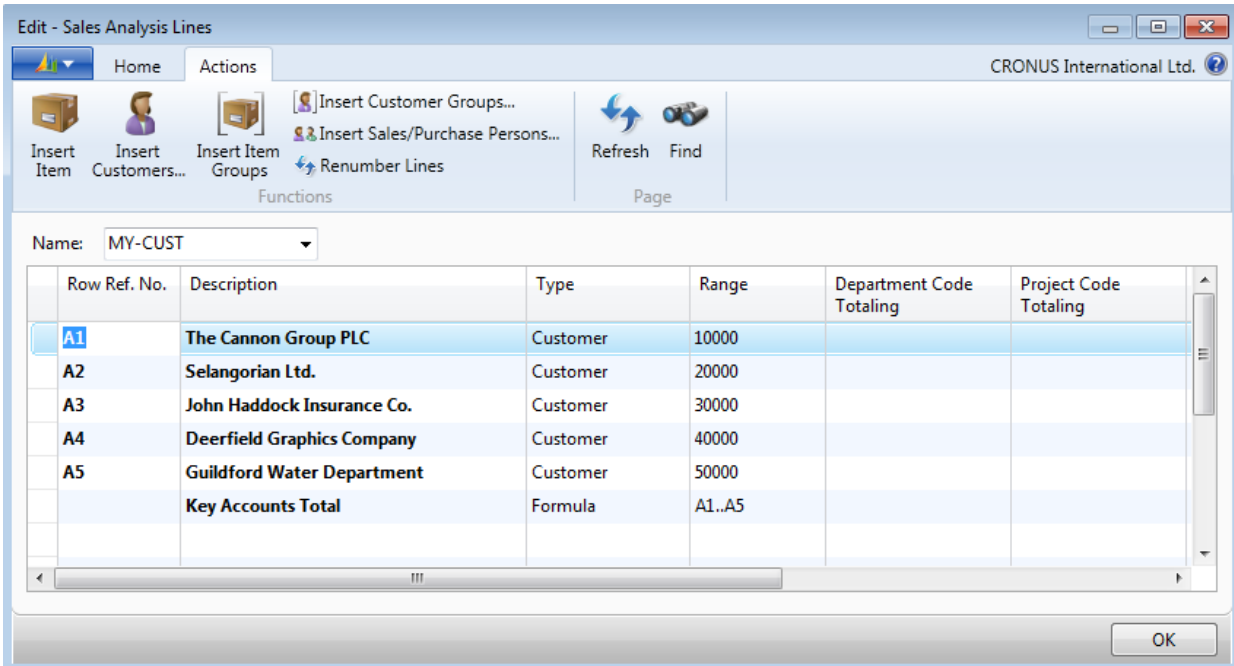 Edit - Sales Analysis Lines
Home Actions CRONUS International Ltd.
Insert Item
Insert Customers...
Insert Item Groups
Insert Customer Groups...
Insert Sales/Purchase Persons...
Renumber Lines
Refresh
Find
Functions
Page
Name: MY-CUST
Row Ref. No. Description Type Range Department Code Totaling Project Code Totaling
A1 The Cannon Group PLC Customer 10000
A2 Selangorian Ltd. Customer 20000
A3 John Haddock Insurance Co. Customer 30000
A4 Deerfield Graphics Company Customer 40000
A5 Guildford Water Department Customer 50000
Key Accounts Total Formula A1..A5
OK